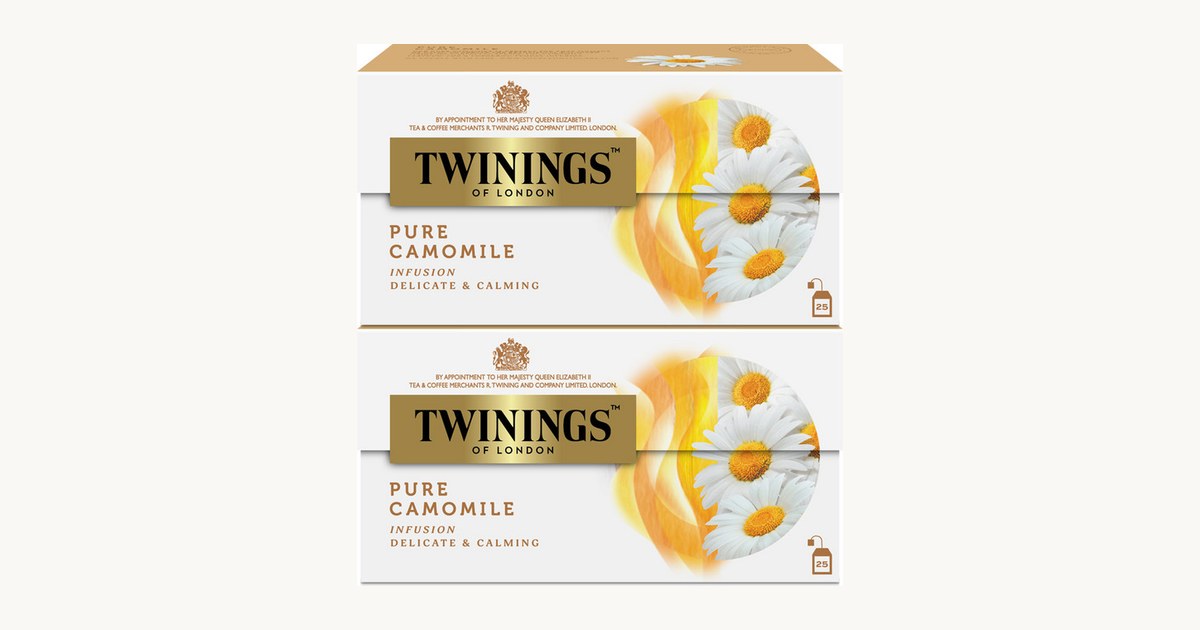 BY APPOINTMENT TO HER MAJESTY QUEEN ELIZABETH II
TEA & COFFEE MERCHANTS R. TWINING AND COMPANY LIMITED. LONDON.
TWININGS™
OF LONDON
PURE
CAMOMILE
INFUSION
DELICATE & CALMING
25
BY APPOINTMENT TO HER MAJESTY QUEEN ELIZABETH II
TEA & COFFEE MERCHANTS R. TWINING AND COMPANY LIMITED. LONDON.
TWININGS™
OF LONDON
PURE
CAMOMILE
INFUSION
DELICATE & CALMING
25